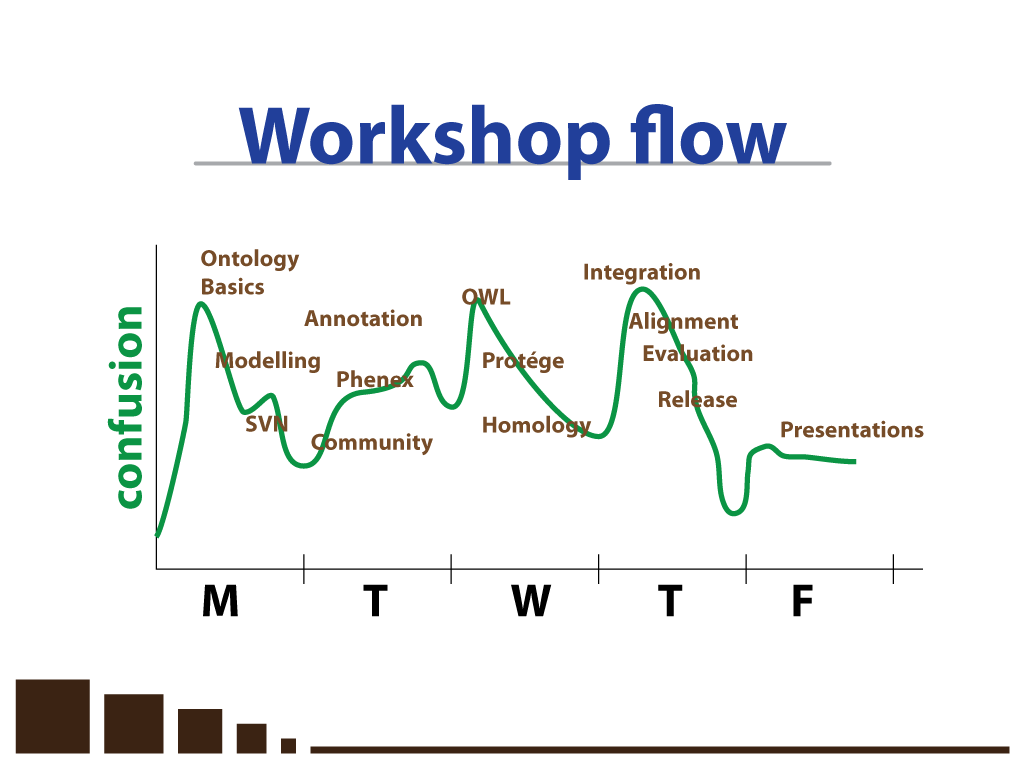 Workshop flow
confusion
Ontology
Basics
Modelling
SVN
Annotation
Phenex
Community
OWL
Protége
Homology
Integration
Alignment
Evaluation
Release
Presentations
M T W T F